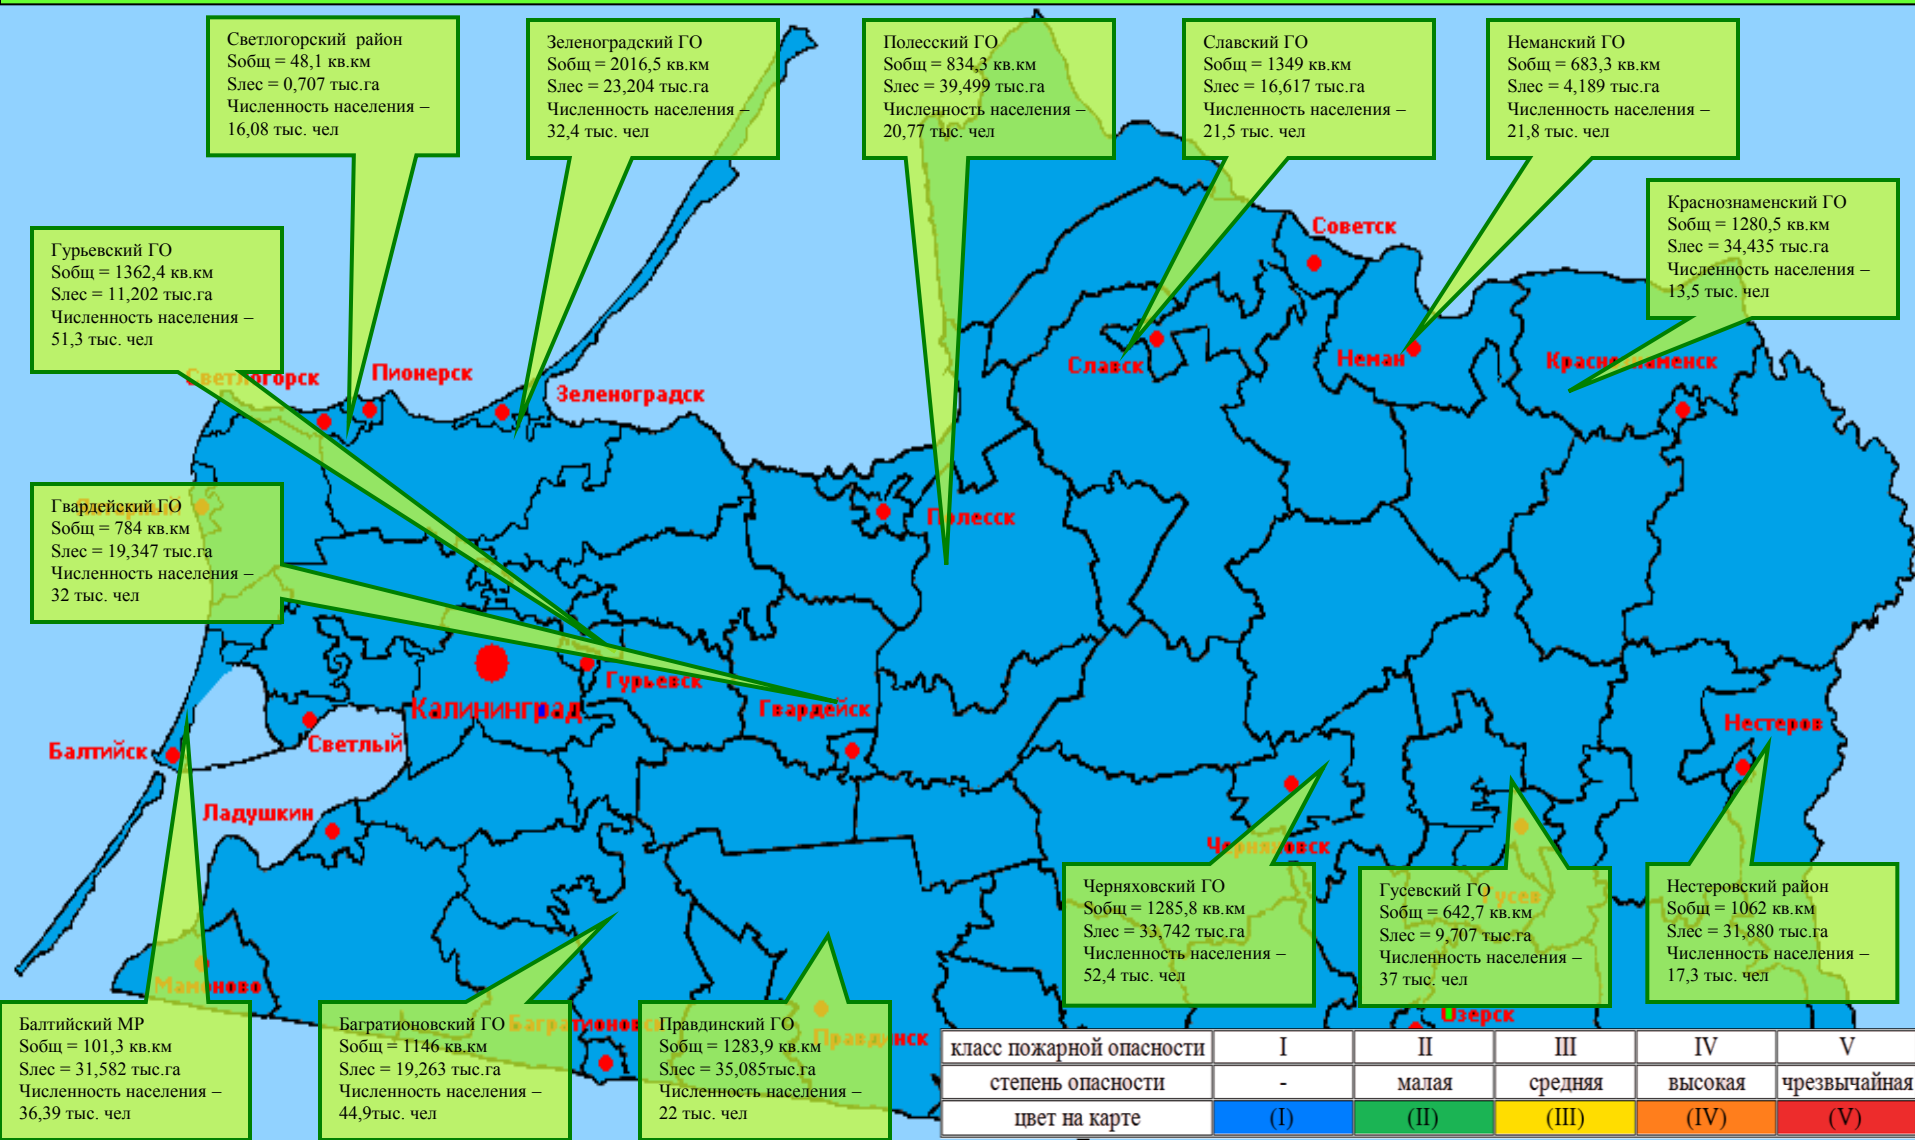 Светлогорский район
Sобщ = 48,1 кв.км
Sлес = 0,707 тыс.га
Численность населения –
16,08 тыс. чел
Зеленоградский ГО
Sобщ = 2016,5 кв.км
Sлес = 23,204 тыс.га
Численность населения –
32,4 тыс. чел
Полесский ГО
Sобщ = 834,3 кв.км
Sлес = 39,499 тыс.га
Численность населения –
20,77 тыс. чел
Славский ГО
Sобщ = 1349 кв.км
Sлес = 16,617 тыс.га
Численность населения –
21,5 тыс. чел
Неманский ГО
Sобщ = 683,3 кв.км
Sлес = 4,189 тыс.га
Численность населения –
21,8 тыс. чел
Краснознаменский ГО
Sобщ = 1280,5 кв.км
Sлес = 34,435 тыс.га
Численность населения –
13,5 тыс. чел
Гурьевский ГО
Sобщ = 1362,4 кв.км
Sлес = 11,202 тыс.га
Численность населения –
51,3 тыс. чел
Советск
Славск
Неман
Краснознаменск
Светлогорск
Пионерск
Зеленоградск
Гвардейский ГО
Sобщ = 784 кв.км
Sлес = 19,347 тыс.га
Численность населения –
32 тыс. чел
Полесск
Гурьевск
Калининград
Гвардейск
Нестеров
Балтийск
Светлый
Ладушкин
Черняховск
Черняховский ГО
Sобщ = 1285,8 кв.км
Sлес = 33,742 тыс.га
Численность населения –
52,4 тыс. чел
Гусевский ГО
Sобщ = 642,7 кв.км
Sлес = 9,707 тыс.га
Численность населения –
37 тыс. чел
Гусев
Нестеровский район
Sобщ = 1062 кв.км
Sлес = 31,880 тыс.га
Численность населения –
17,3 тыс. чел
Мамоново
Балтийский МР
Sобщ = 101,3 кв.км
Sлес = 31,582 тыс.га
Численность населения –
36,39 тыс. чел
Багратионовский ГО
Sобщ = 1146 кв.км
Sлес = 19,263 тыс.га
Численность населения –
44,9тыс. чел
Багратионовск
Правдинский ГО
Sобщ = 1283,9 кв.км
Sлес = 35,085тыс.га
Численность населения –
22 тыс. чел
Правдинск
Озерск
класс пожарной опасности I II III IV V
степень опасности - малая средняя высокая чрезвычайная
цвет на карте (I) (II) (III) (IV) (V)